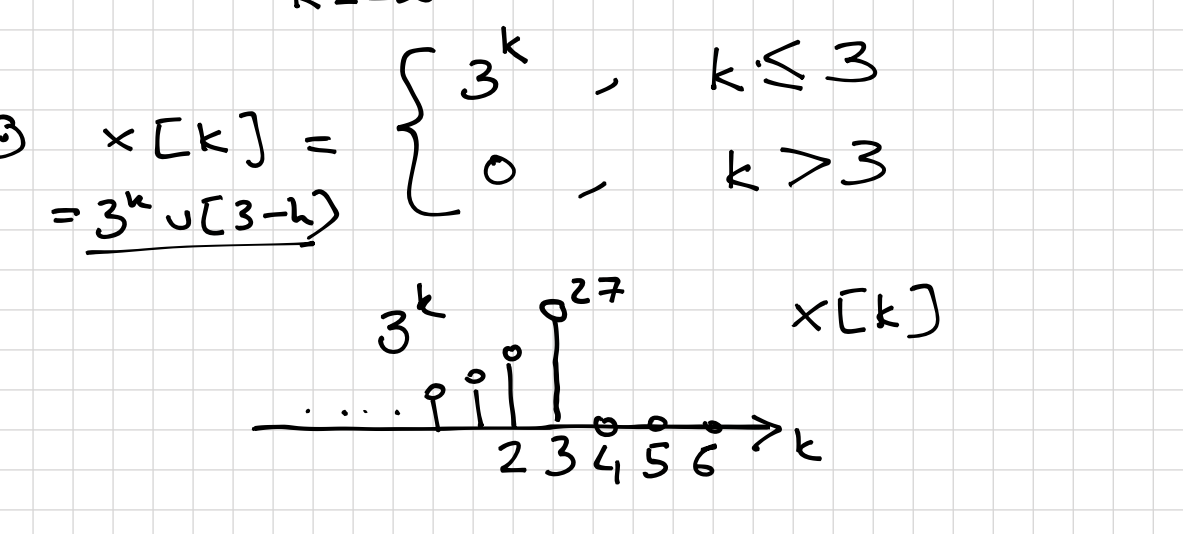 3^k , k ≤ 3
x[k] = {
0 , k > 3
= 3^k u[3-k)
3^k 27 x[k]
. . . .
2 3 4 5 6 k